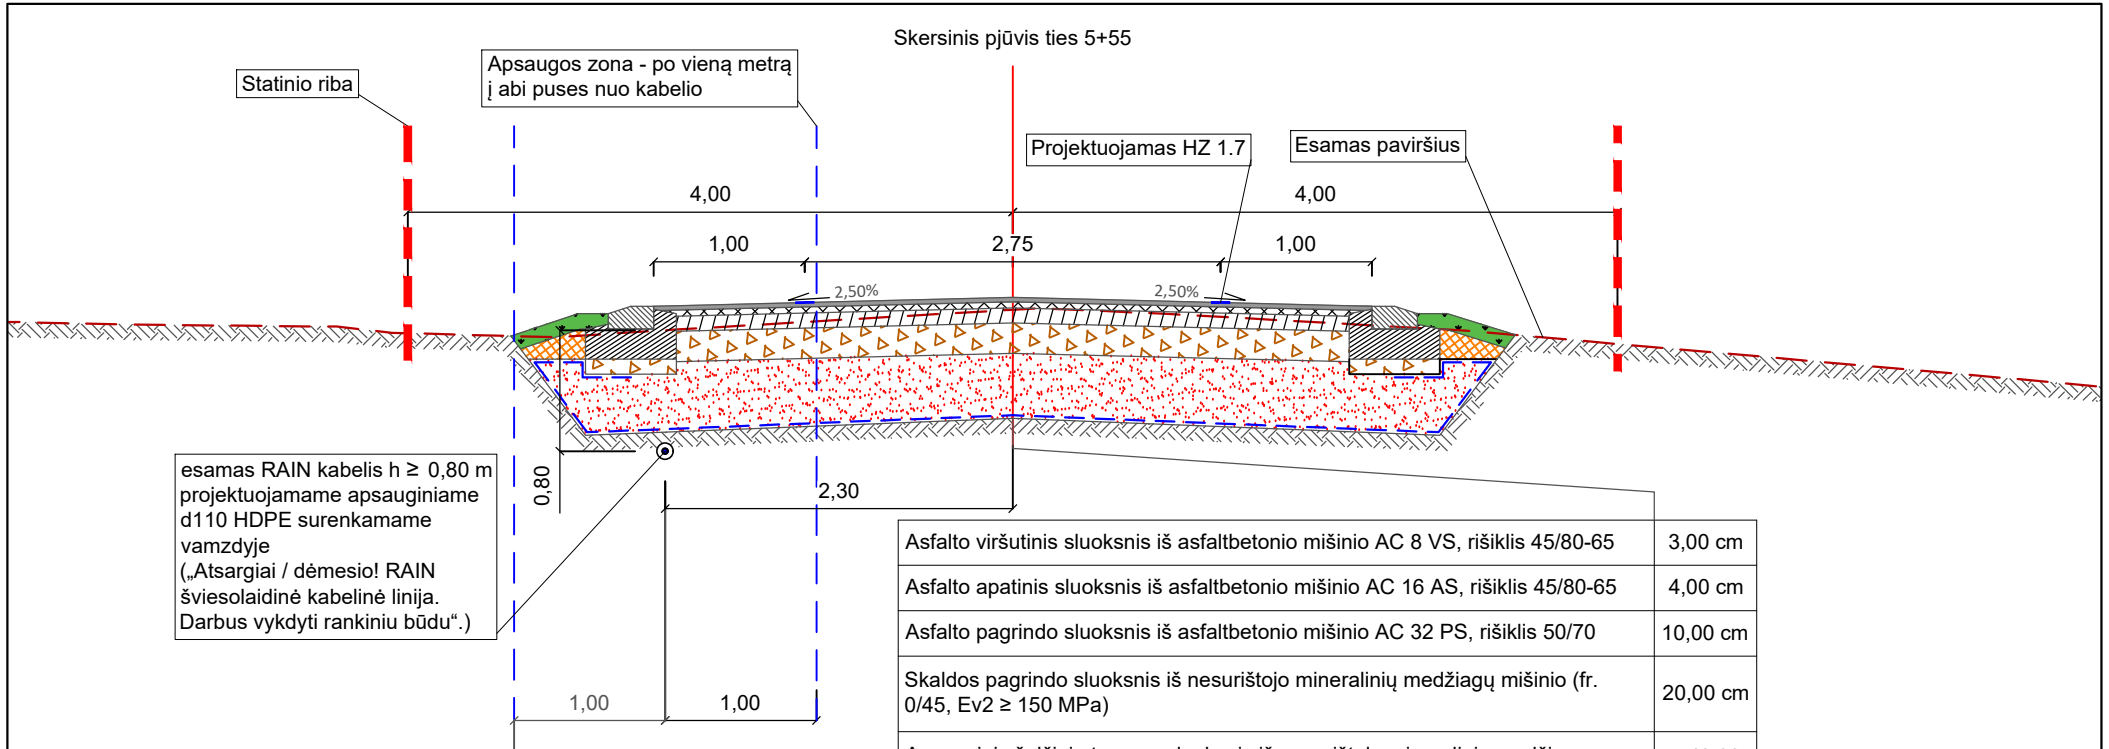 Skersinis pjūvis ties 5+55
Apsaugos zona - po vieną metrą
į abi puses nuo kabelio
Statinio riba
Projektuojamas HZ 1.7
Esamas paviršius
4,00
4,00
1,00
2,75
1,00
2,50%
2,50%
esamas RAIN kabelis h ≥ 0,80 m
projektuojamame apsauginiame
d110 HDPE surenkamame
vamzdyje
(„Atsargiai / dėmesio! RAIN
šviesolaidinė kabelinė linija.
Darbus vykdyti rankiniu būdu“.)
0,80
2,30
Asfalto viršutinis sluoksnis iš asfaltbetonio mišinio AC 8 VS, rišiklis 45/80-65
3,00 cm
Asfalto apatinis sluoksnis iš asfaltbetonio mišinio AC 16 AS, rišiklis 45/80-65
4,00 cm
Asfalto pagrindo sluoksnis iš asfaltbetonio mišinio AC 32 PS, rišiklis 50/70
10,00 cm
Skaldos pagrindo sluoksnis iš nesurištojo mineralinių medžiagų mišinio (fr.
0/45, Ev2 ≥ 150 MPa)
20,00 cm
1,00
1,00